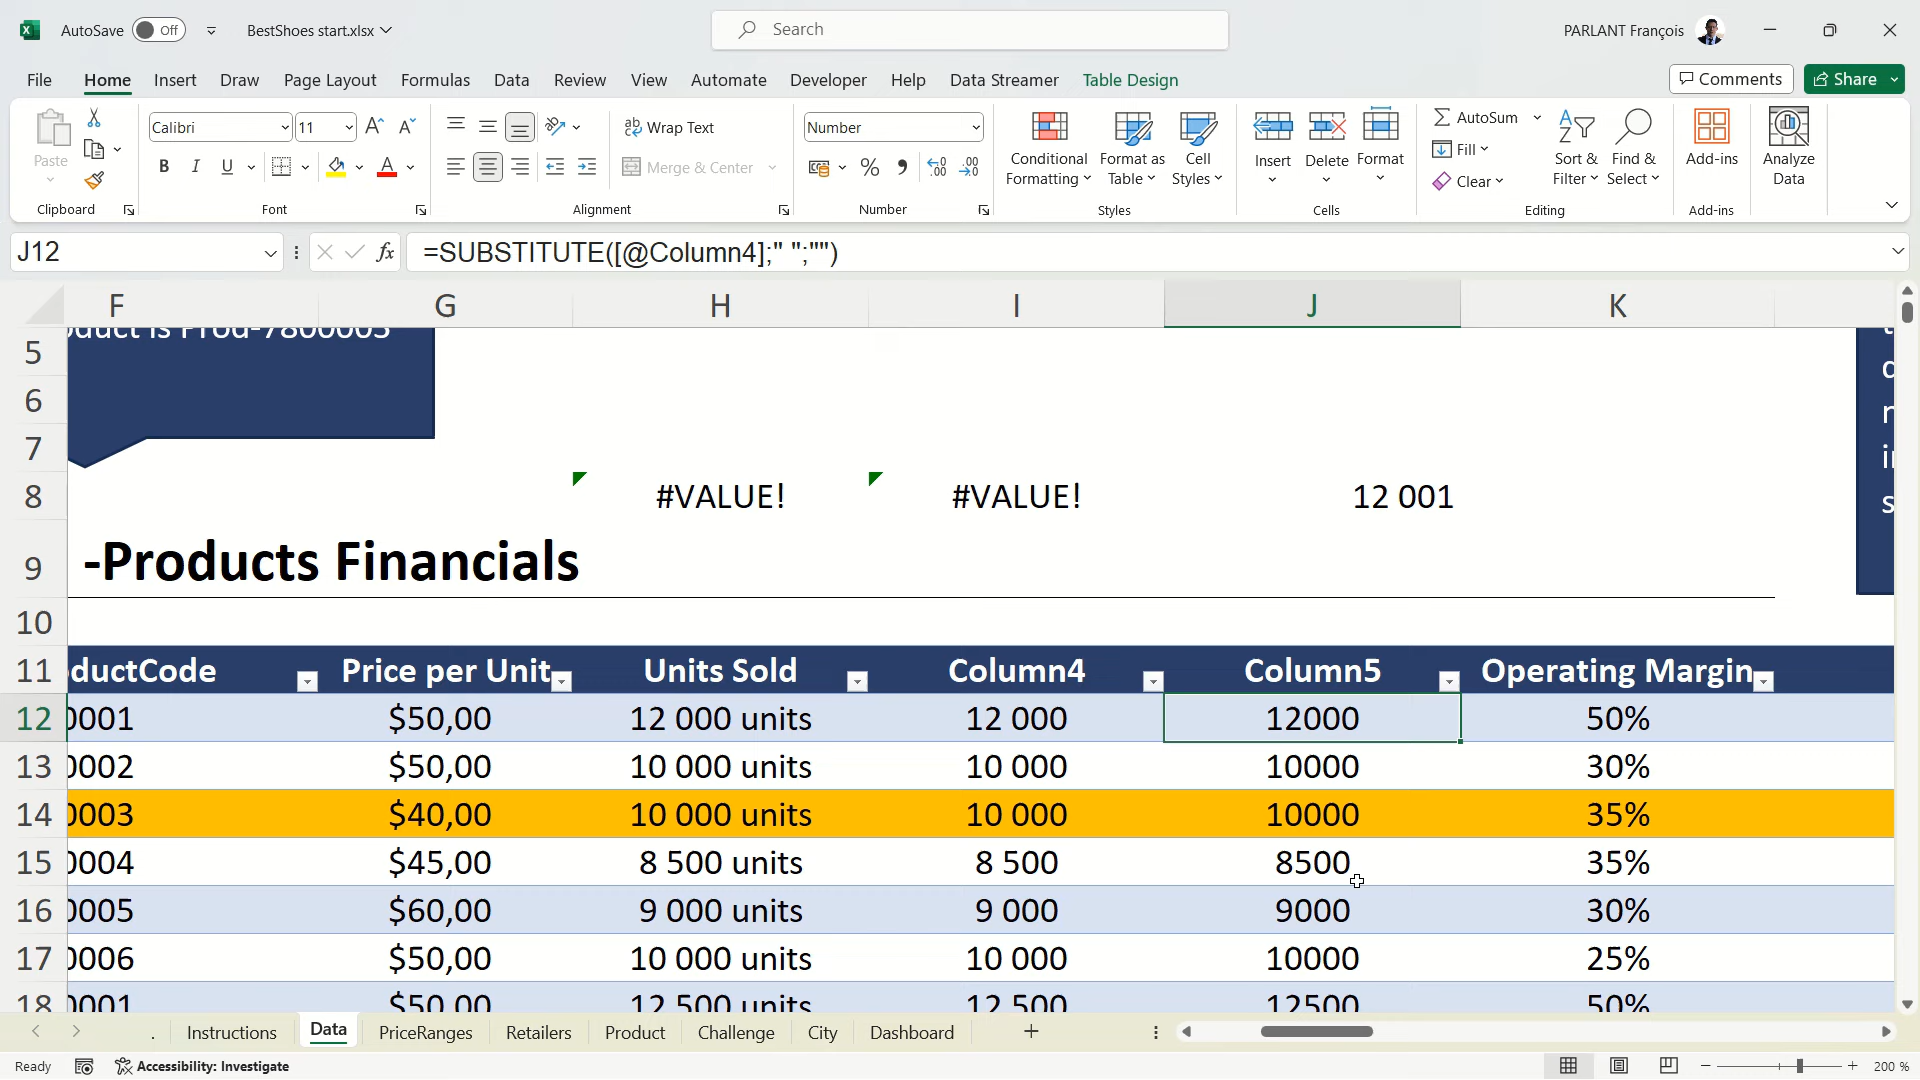 AutoSave Off BestShoes start.xlsx Search PARLANT François
File Home Insert Draw Page Layout Formulas Data Review View Automate Developer Help Data Streamer Table Design Comments Share
Paste Calibri 11 Wrap Text Number Conditional Formatting Format as Table Cell Styles Insert Delete Format AutoSum Sort & Filter Find & Select Add-ins Analyze Data
B I U Merge & Center % Fill
Clear
Clipboard Font Alignment Number Styles Cells Editing Add-ins
J12 fx =SUBSTITUTE([@Column4];" ";"")
F G H I J K
5
6
7
8 #VALUE! #VALUE! 12 001
9 -Products Financials
10
11 ductCode Price per Unit Units Sold Column4 Column5 Operating Margin
12 0001 $50,00 12 000 units 12 000 12000 50%
13 0002 $50,00 10 000 units 10 000 10000 30%
14 0003 $40,00 10 000 units 10 000 10000 35%
15 0004 $45,00 8 500 units 8 500 8500 35%
16 0005 $60,00 9 000 units 9 000 9000 30%
17 0006 $50,00 10 000 units 10 000 10000 25%
18 0001 $50,00 12 500 units 12 500 12500 50%
. Instructions Data PriceRanges Retailers Product Challenge City Dashboard
Ready Accessibility: Investigate 200 %